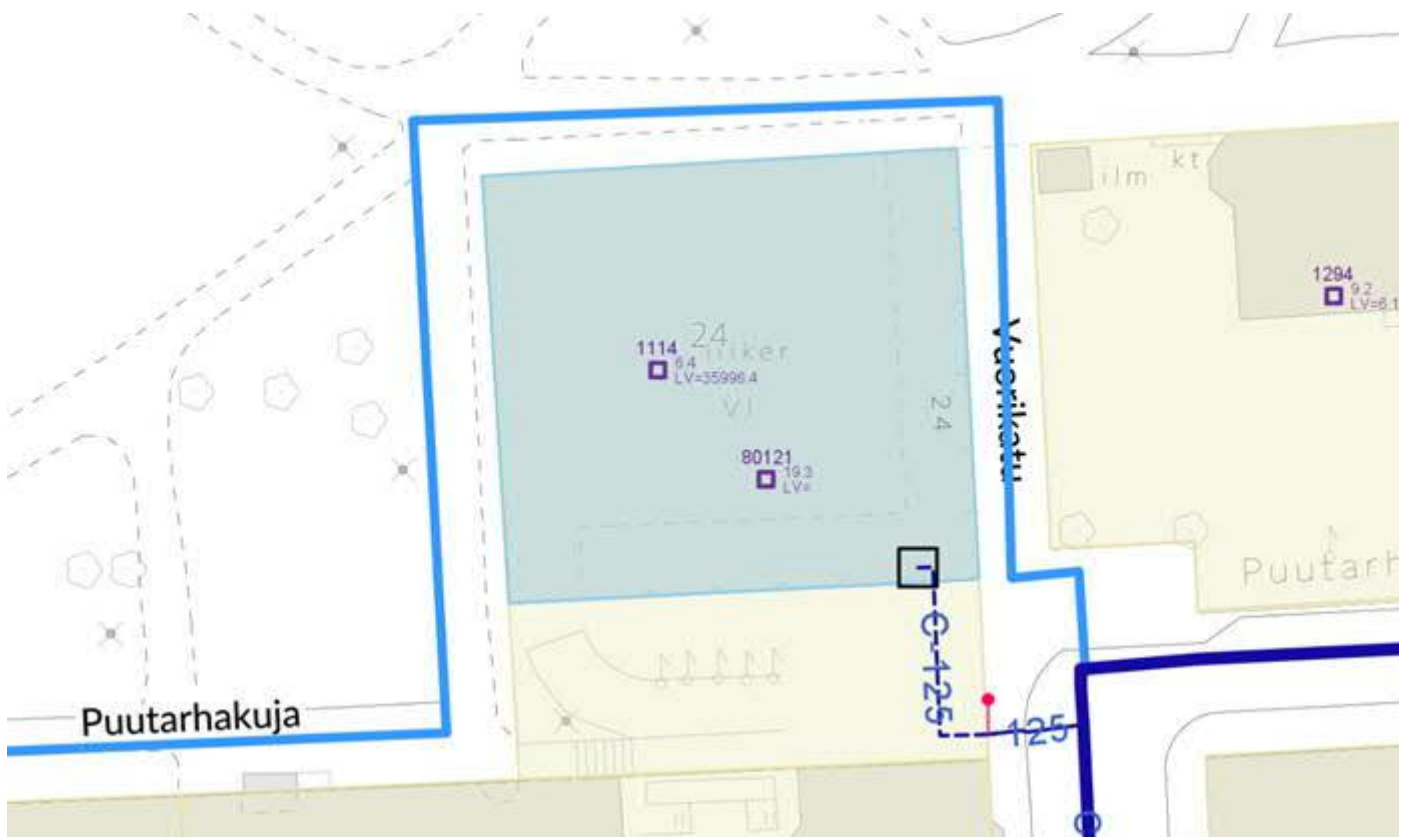 kt
ilm
1294
9.2
LV=6.1
24
1114
6.4
LV=35996.4
VI
24
Vuorikatu
80121
19.3
LV=
Puutarh
C
125
125
Puutarhakuja